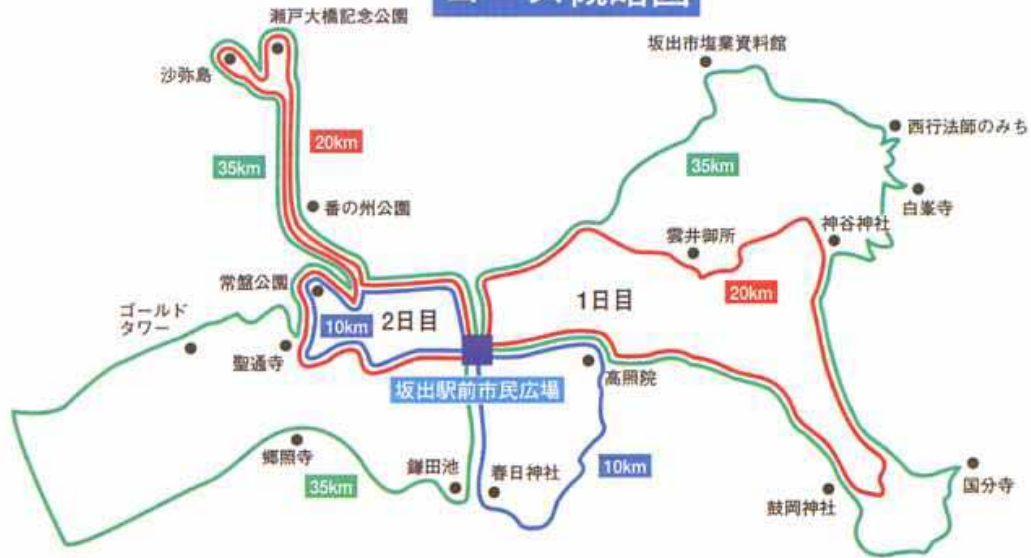 瀬戸大橋記念公園
坂出市塩業資料館
沙弥島
西行法師のみち
20km
35km
35km
番の州公園
白峯寺
神谷神社
雲井御所
常盤公園
20km
1日目
ゴールド
タワー
10km
2日目
聖通寺
高照院
坂出駅前市民広場
郷照寺
鎌田池
春日神社
10km
35km
国分寺
鼓岡神社